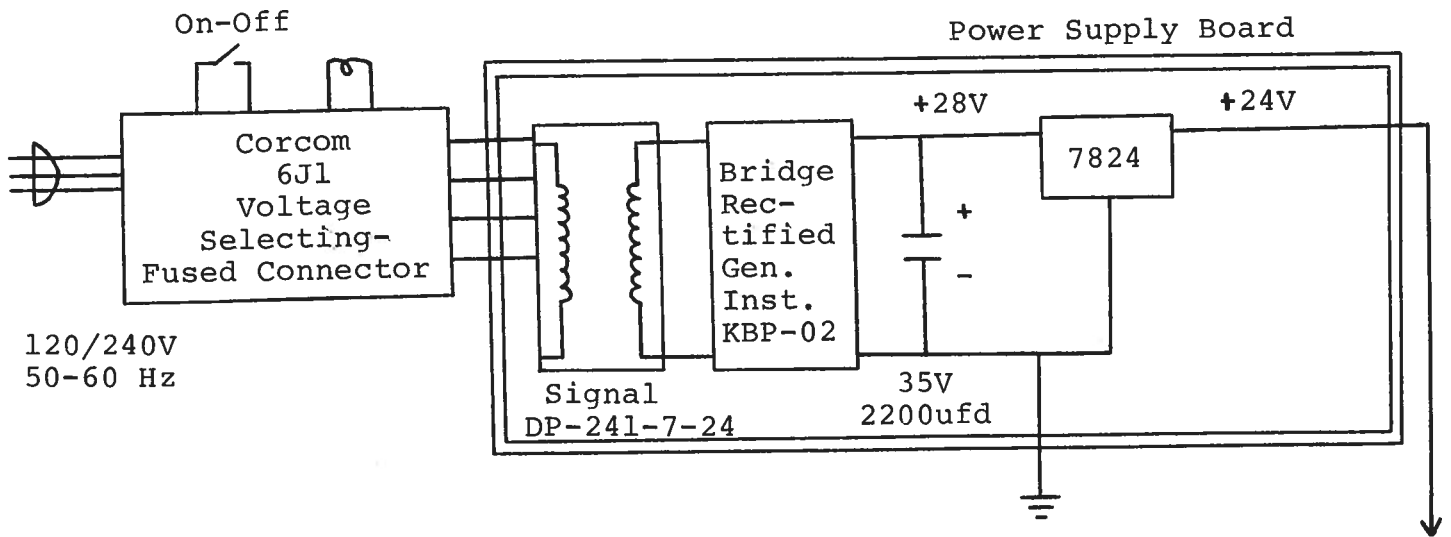 On-Off
Power Supply Board
Corcom
6J1
Voltage
Selecting-
Fused Connector
120/240V
50-60 Hz
Signal
DP-241-7-24
Bridge
Rec-
tified
Gen.
Inst.
KBP-02
+28V
+
-
35V
2200ufd
7824
+24V